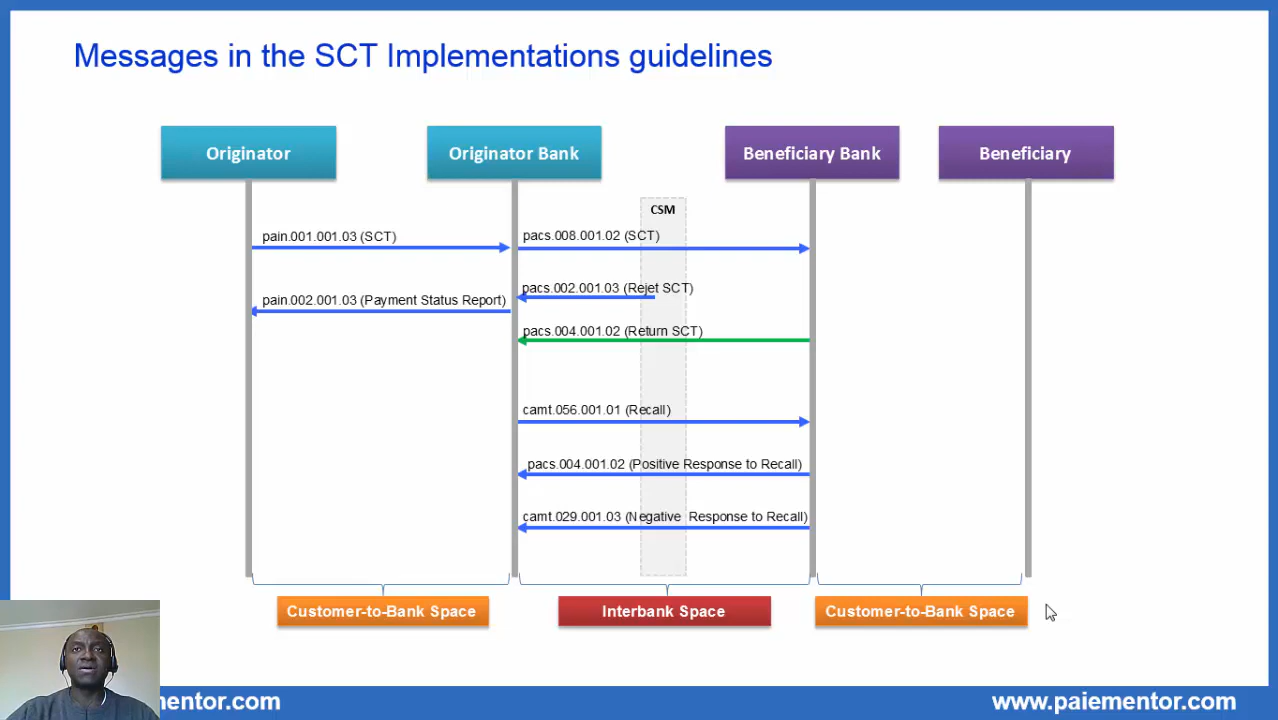 Messages in the SCT Implementations guidelines
Originator
Originator Bank
Beneficiary Bank
Beneficiary
CSM
pain.001.001.03 (SCT)
pacs.008.001.02 (SCT)
pacs.002.001.03 (Rejet SCT)
pain.002.001.03 (Payment Status Report)
pacs.004.001.02 (Return SCT)
camt.056.001.01 (Recall)
pacs.004.001.02 (Positive Response to Recall)
camt.029.001.03 (Negative Response to Recall)
Customer-to-Bank Space
Interbank Space
Customer-to-Bank Space
nentor.com
www.paiementor.com